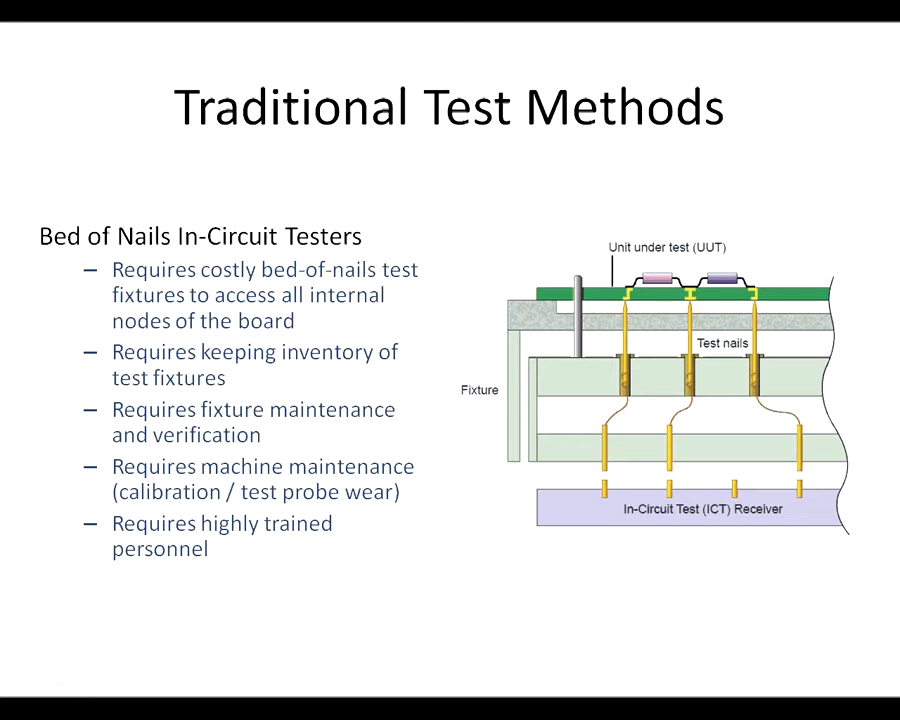 Traditional Test Methods
Bed of Nails In-Circuit Testers
– Requires costly bed-of-nails test
fixtures to access all internal
nodes of the board
– Requires keeping inventory of
test fixtures
– Requires fixture maintenance
and verification
– Requires machine maintenance
(calibration / test probe wear)
– Requires highly trained
personnel
Unit under test (UUT)
Test nails
Fixture
In-Circuit Test (ICT) Receiver